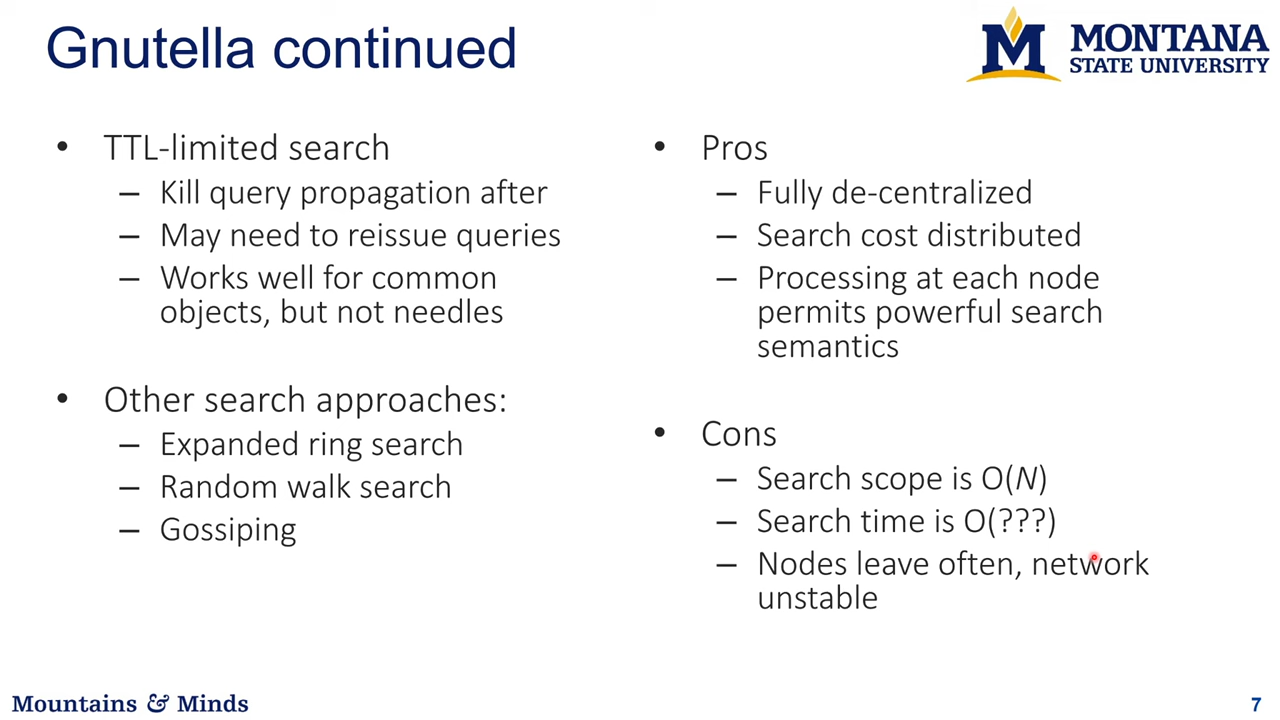 Gnutella continued
M MONTANA
STATE UNIVERSITY
• TTL-limited search
– Kill query propagation after
– May need to reissue queries
– Works well for common
objects, but not needles
• Other search approaches:
– Expanded ring search
– Random walk search
– Gossiping
• Pros
– Fully de-centralized
– Search cost distributed
– Processing at each node
permits powerful search
semantics
• Cons
– Search scope is O(N)
– Search time is O(???)
– Nodes leave often, network
unstable
Mountains & Minds
7